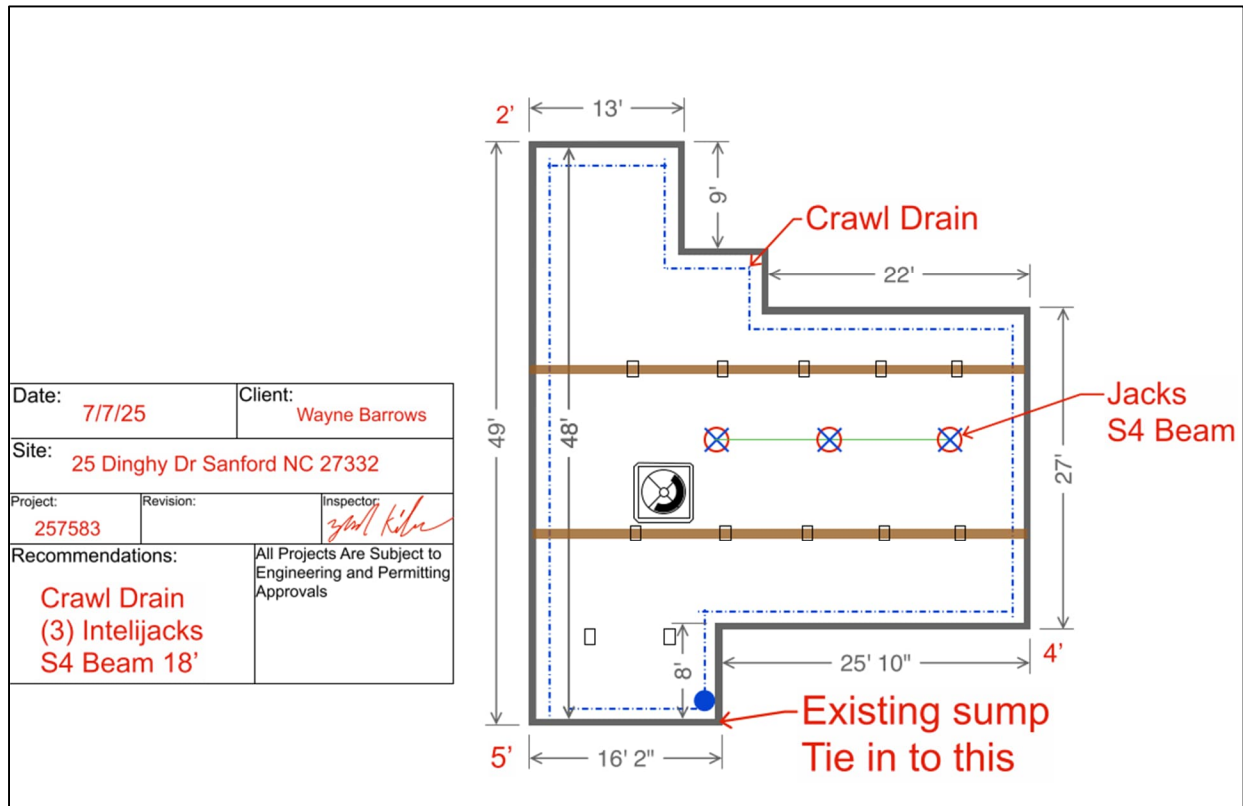 2’
13'
9'
Crawl Drain
22'
49'
48'
27'
Jacks
S4 Beam
8'
25' 10"
4’
Existing sump
Tie in to this
5’
16' 2"
Date: 7/7/25
Client: Wayne Barrows
Site: 25 Dinghy Dr Sanford NC 27332
Project: 257583
Revision:
Inspector:
Recommendations:
Crawl Drain
(3) Intelijacks
S4 Beam 18’
All Projects Are Subject to
Engineering and Permitting
Approvals